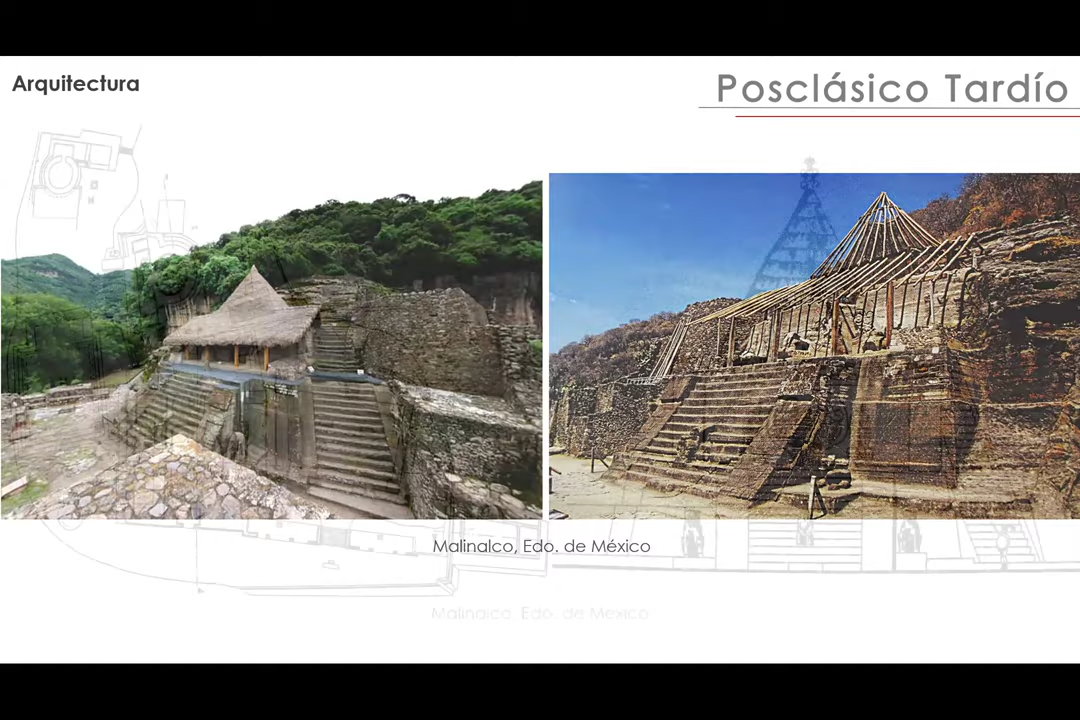 Arquitectura
Posclásico Tardío
Malinalco, Edo. de México
Malinalco, Edo. de México